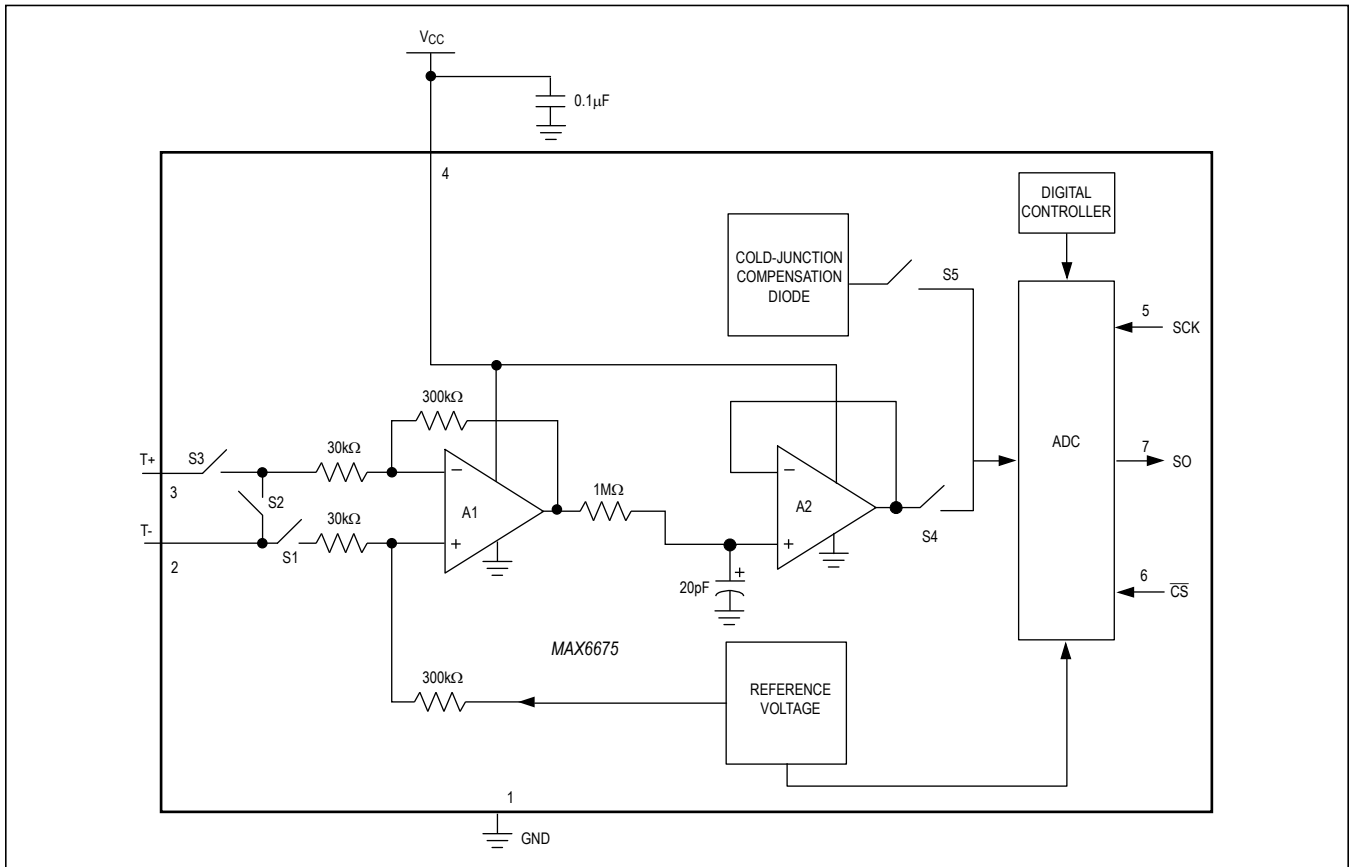 VCC
0.1µF
4
DIGITAL
CONTROLLER
COLD-JUNCTION
COMPENSATION
DIODE
S5
5
SCK
300kΩ
30kΩ
ADC
T+
S3
3
S2
−
A1
+
1MΩ
−
A2
+
7
SO
T-
2
S1
30kΩ
S4
20pF
+
6
CS
MAX6675
300kΩ
REFERENCE
VOLTAGE
1
GND